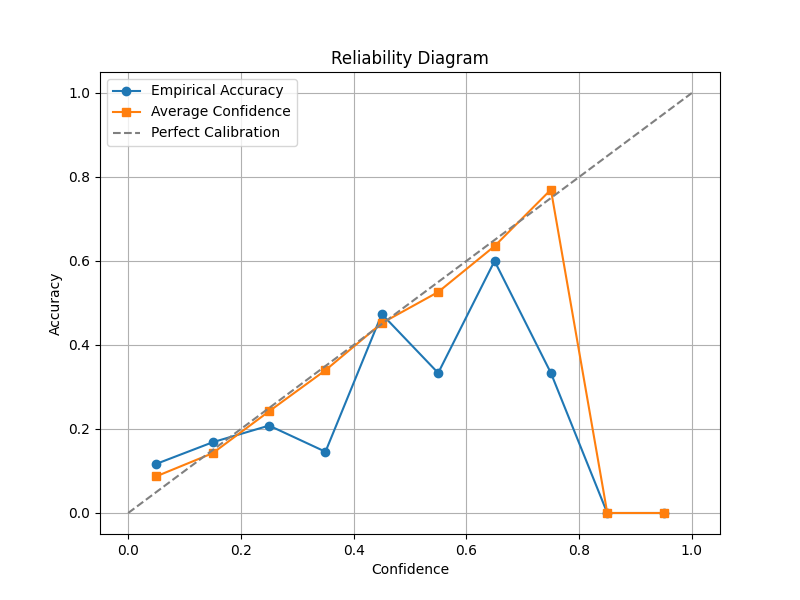 Reliability Diagram
Empirical Accuracy
Average Confidence
Perfect Calibration
Accuracy
1.0
0.8
0.6
0.4
0.2
0.0
0.0 0.2 0.4 0.6 0.8 1.0
Confidence